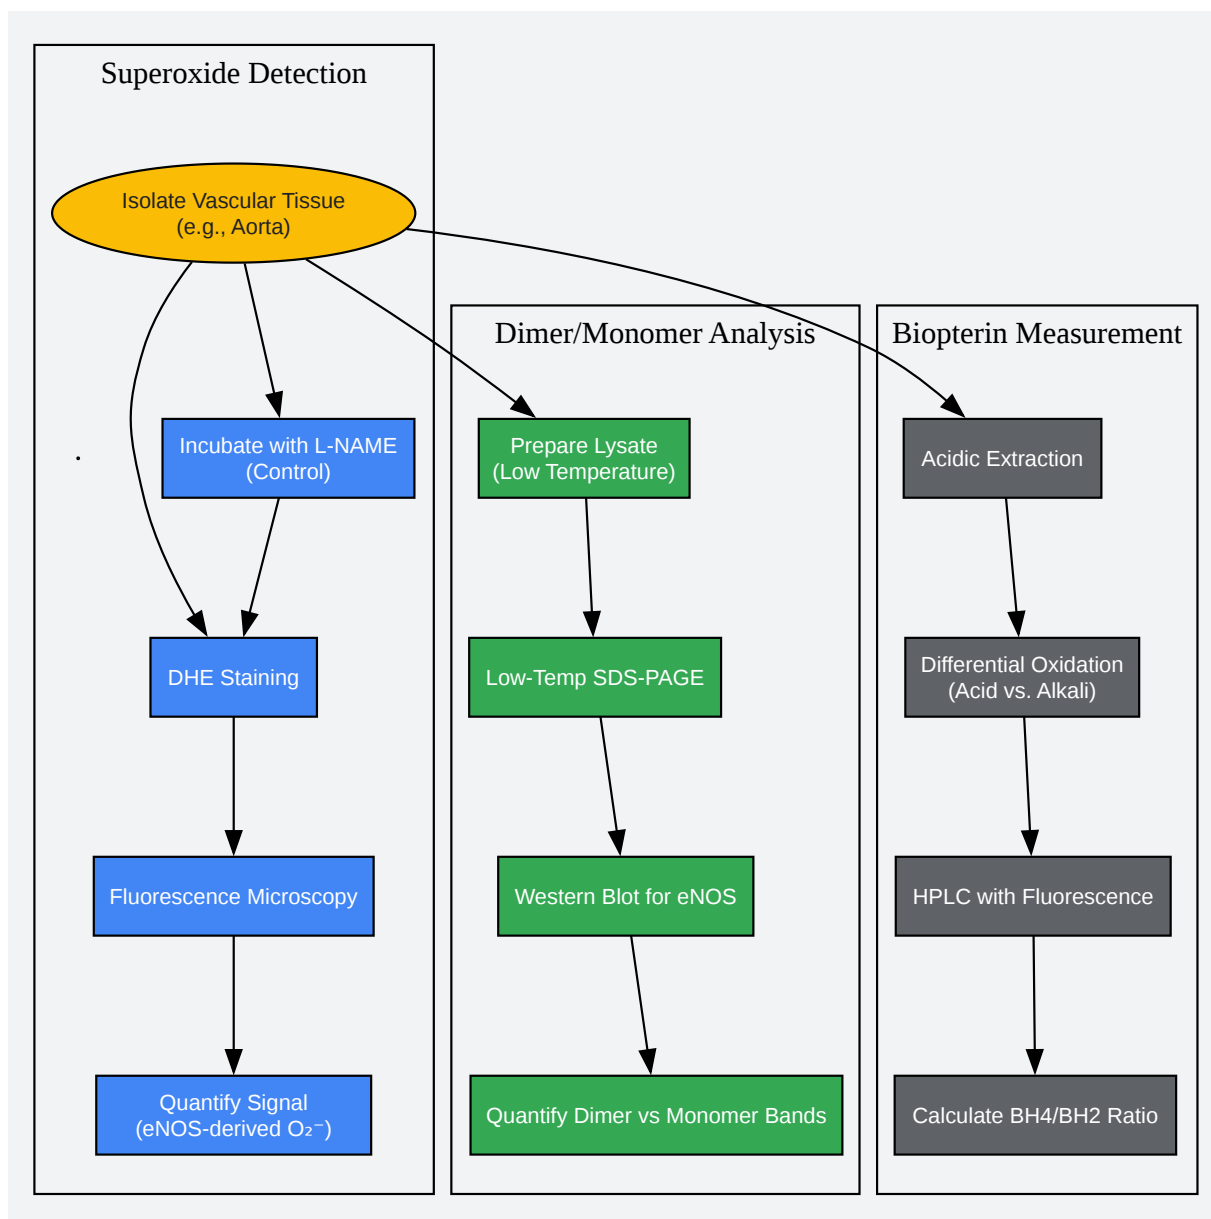 Superoxide Detection
Isolate Vascular Tissue
(e.g., Aorta)
Incubate with L-NAME
(Control)
.
DHE Staining
Fluorescence Microscopy
Quantify Signal
(eNOS-derived O₂⁻)
Dimer/Monomer Analysis
Prepare Lysate
(Low Temperature)
Low-Temp SDS-PAGE
Western Blot for eNOS
Quantify Dimer vs Monomer Bands
Biopterin Measurement
Acidic Extraction
Differential Oxidation
(Acid vs. Alkali)
HPLC with Fluorescence
Calculate BH4/BH2 Ratio